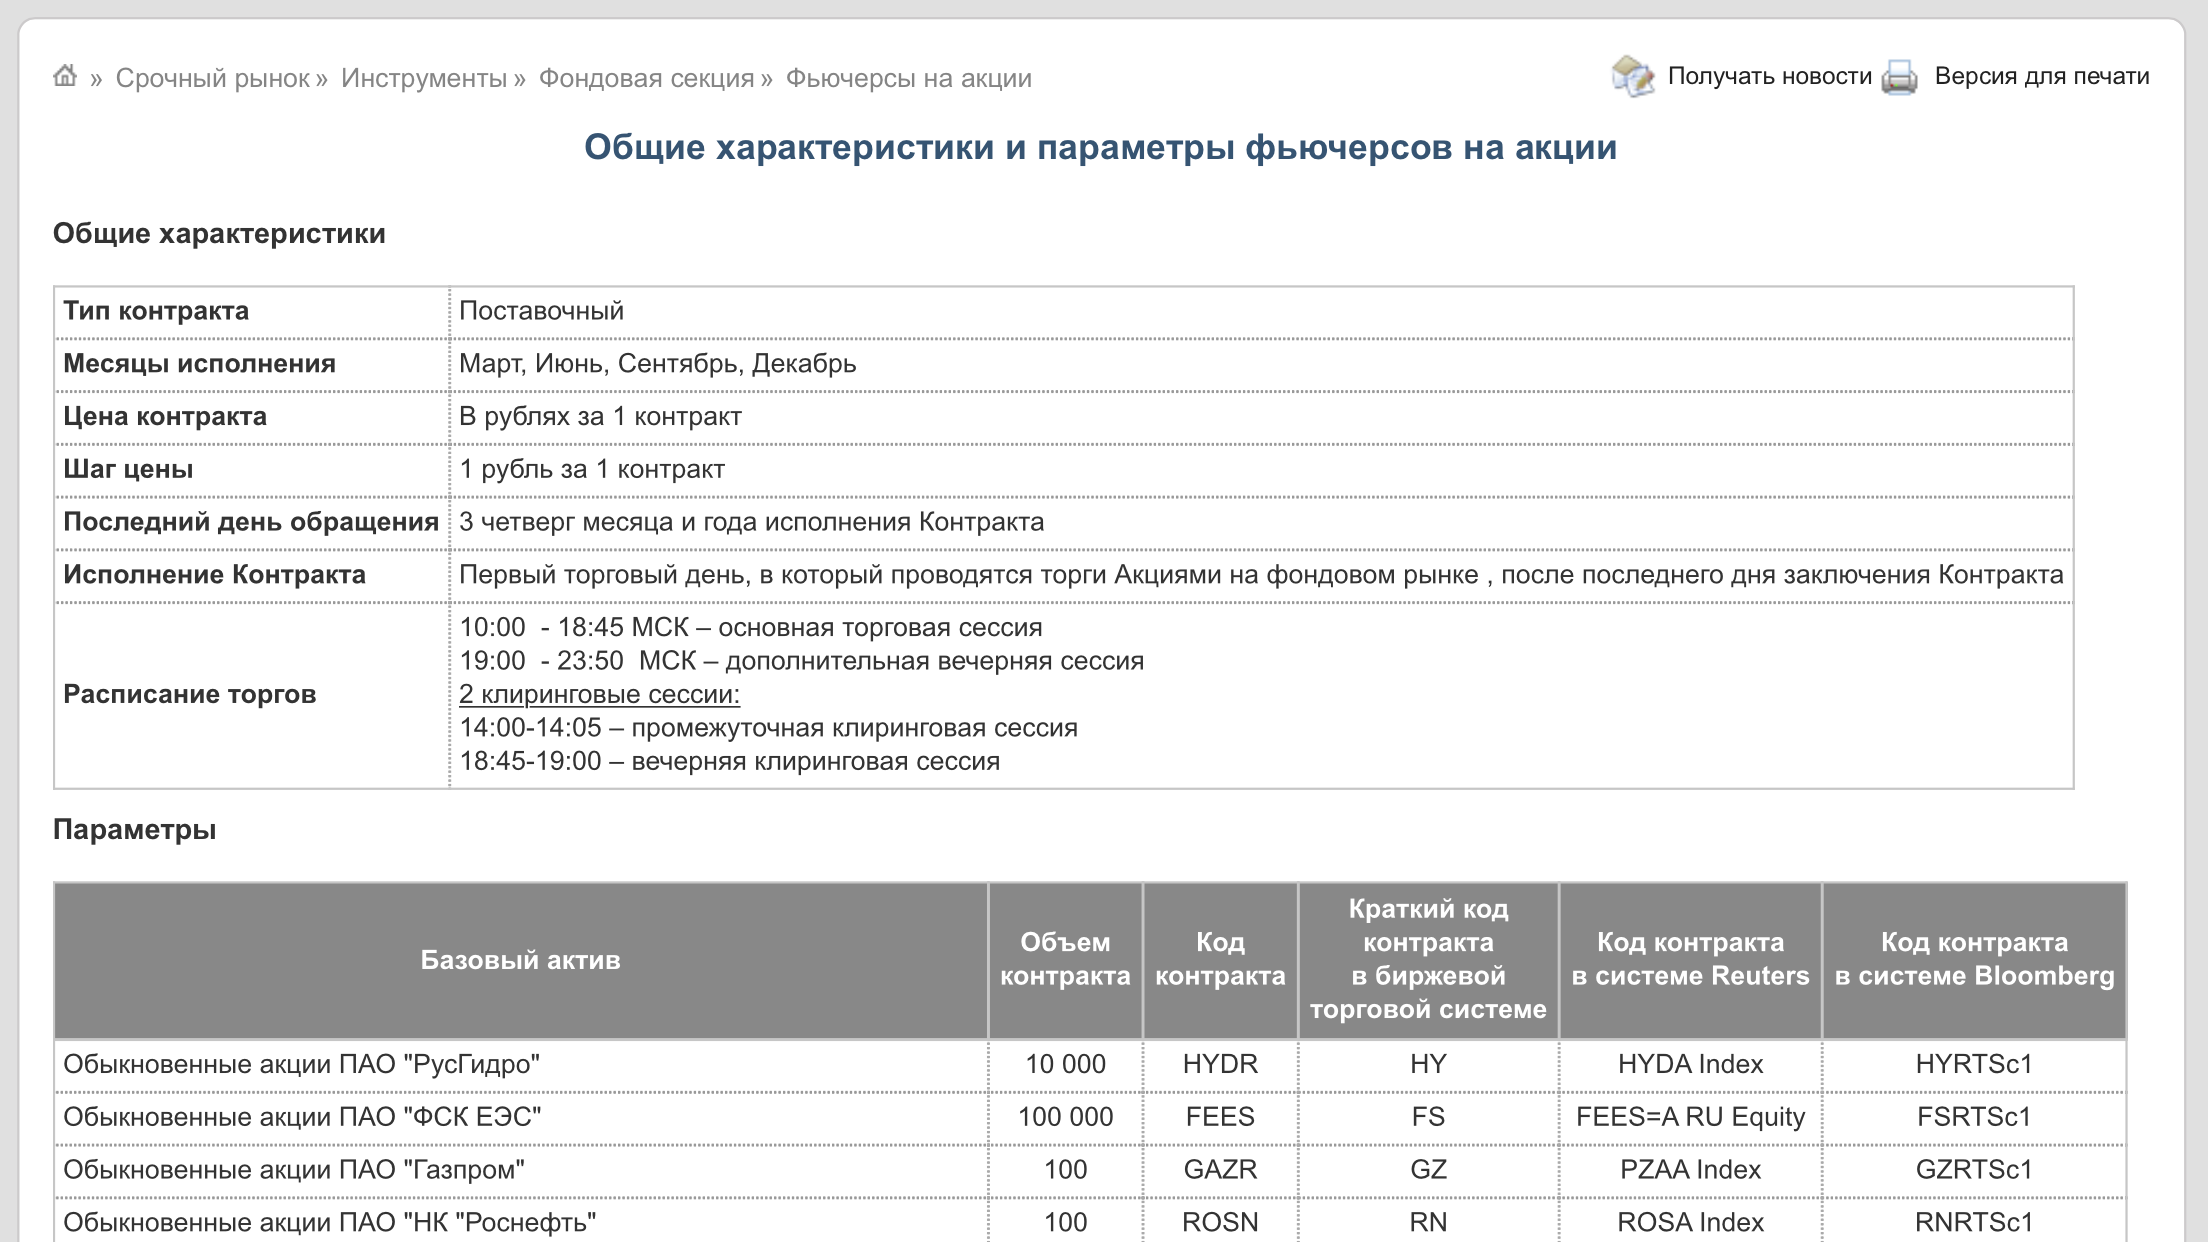 » Срочный рынок » Инструменты » Фондовая секция » Фьючерсы на акции
Получать новости Версия для печати
Общие характеристики и параметры фьючерсов на акции
Общие характеристики
Тип контракта Поставочный
Месяцы исполнения Март, Июнь, Сентябрь, Декабрь
Цена контракта В рублях за 1 контракт
Шаг цены 1 рубль за 1 контракт
Последний день обращения 3 четверг месяца и года исполнения Контракта
Исполнение Контракта Первый торговый день, в который проводятся торги Акциями на фондовом рынке , после последнего дня заключения Контракта
Расписание торгов
10:00 - 18:45 МСК – основная торговая сессия
19:00 - 23:50 МСК – дополнительная вечерняя сессия
2 клиринговые сессии:
14:00-14:05 – промежуточная клиринговая сессия
18:45-19:00 – вечерняя клиринговая сессия
Параметры
Базовый актив
Объем
контракта
Код
контракта
Краткий код
контракта
в биржевой
торговой системе
Код контракта
в системе Reuters
Код контракта
в системе Bloomberg
Обыкновенные акции ПАО "РусГидро" 10 000 HYDR HY HYDA Index HYRTSc1
Обыкновенные акции ПАО "ФСК ЕЭС" 100 000 FEES FS FEES=A RU Equity FSRTSc1
Обыкновенные акции ПАО "Газпром" 100 GAZR GZ PZAA Index GZRTSc1
Обыкновенные акции ПАО "НК "Роснефть" 100 ROSN RN ROSA Index RNRTSc1